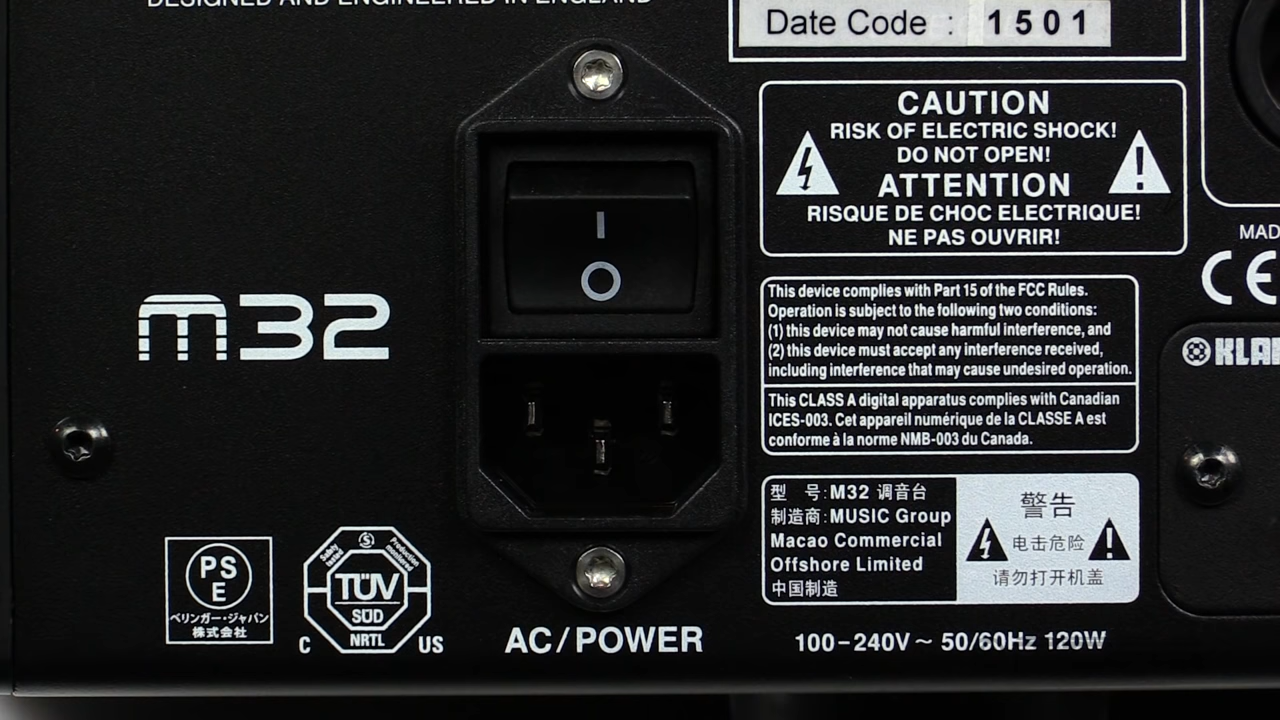 DESIGNED AND ENGINEERED IN ENGLAND
Date Code : 1501
CAUTION
RISK OF ELECTRIC SHOCK!
DO NOT OPEN!
ATTENTION
RISQUE DE CHOC ELECTRIQUE!
NE PAS OUVRIR!
MAD
CE
This device complies with Part 15 of the FCC Rules.
Operation is subject to the following two conditions:
(1) this device may not cause harmful interference, and
(2) this device must accept any interference received,
including interference that may cause undesired operation.
This CLASS A digital apparatus complies with Canadian
ICES-003. Cet appareil numérique de la CLASSE A est
conforme à la norme NMB-003 du Canada.
KLAR
m32
型 号:M32 调音台
制造商:MUSIC Group
Macao Commercial
Offshore Limited
中国制造
警告
电击危险
请勿打开机盖
PS
E
ベリンガー・ジャパン
株式会社
Safety tested
Production monitored
TÜV
SÜD
NRTL
C US
AC/POWER
100-240V ~ 50/60Hz 120W